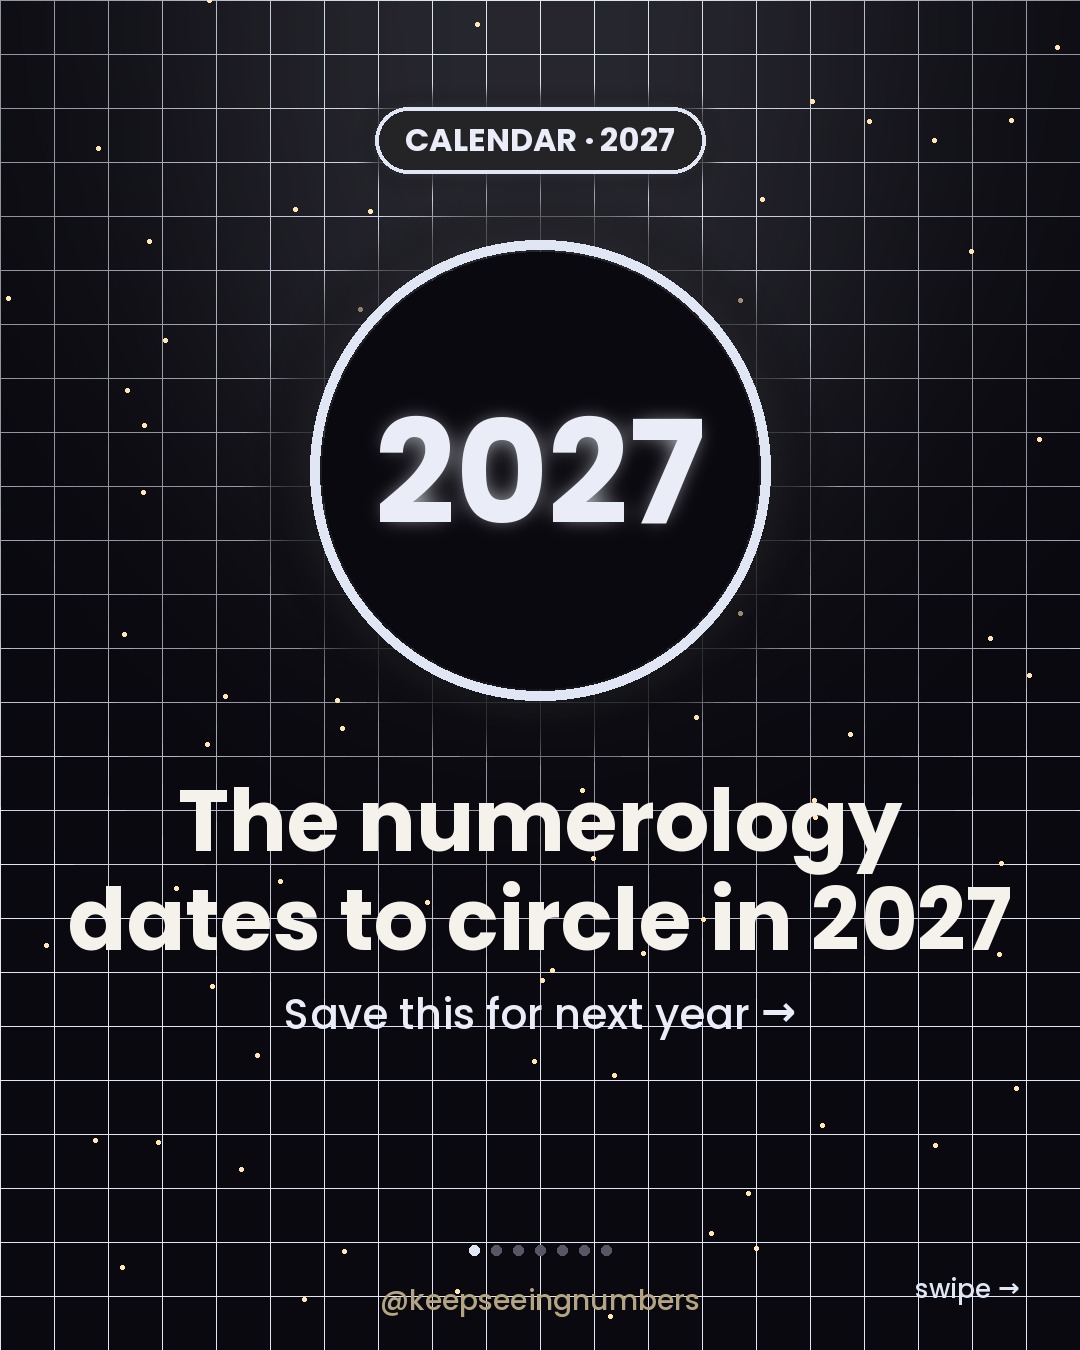 CALENDAR · 2027
2027
The numerology
dates to circle in 2027
Save this for next year →
@keepseeingnumbers
swipe →